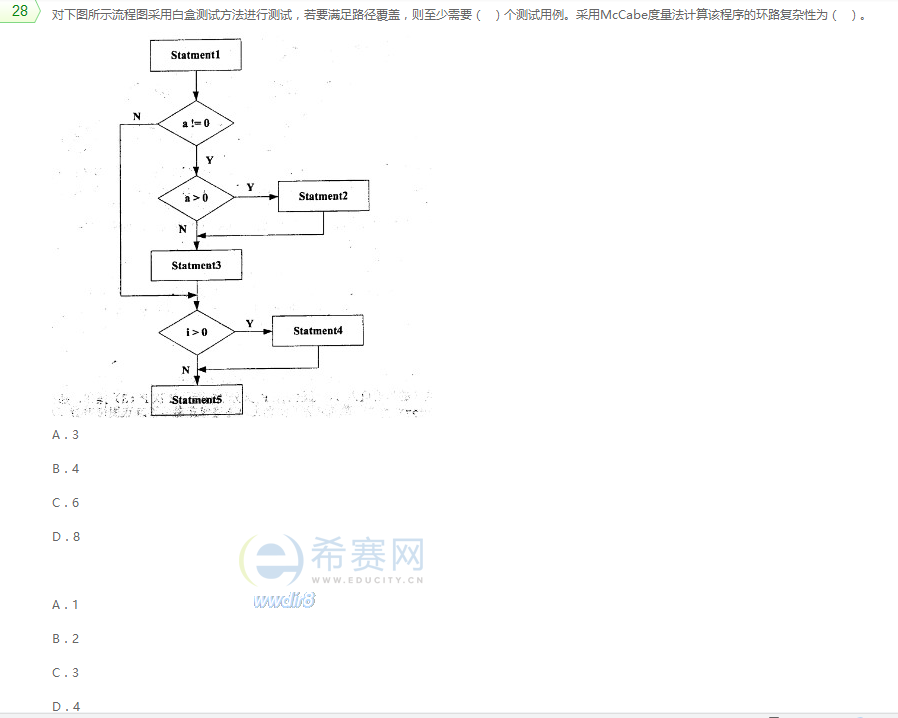 28 对下图所示流程图采用白盒测试方法进行测试，若要满足路径覆盖，则至少需要（ ）个测试用例。采用McCabe度量法计算该程序的环路复杂性为（ ）。
Statment1
N
a != 0
Y
a > 0
Y
Statment2
N
Statment3
i > 0
Y
Statment4
N
Statment5
A．3
B．4
C．6
D．8
希赛网
WWW.EDUCITY.CN
wwdir8
A．1
B．2
C．3
D．4